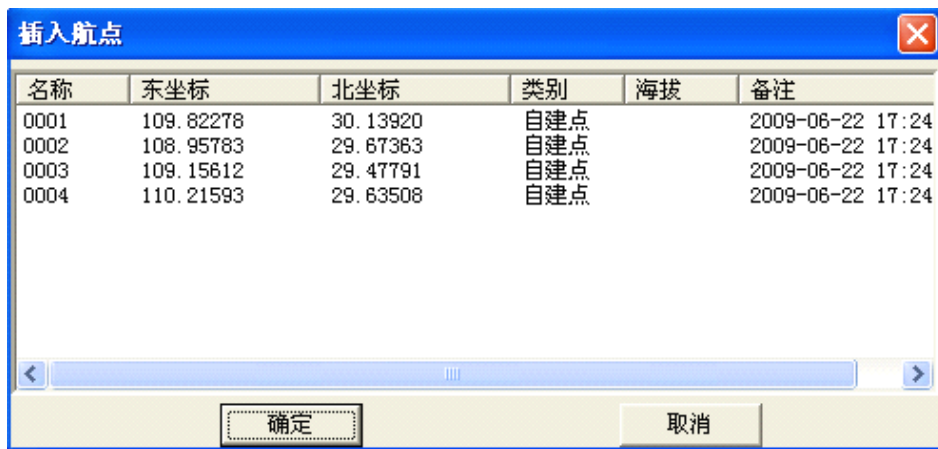 插入航点
名称 东坐标 北坐标 类别 海拔 备注
0001 109.82278 30.13920 自建点 2009-06-22 17:24
0002 108.95783 29.67363 自建点 2009-06-22 17:24
0003 109.15612 29.47791 自建点 2009-06-22 17:24
0004 110.21593 29.63508 自建点 2009-06-22 17:24
确定 取消